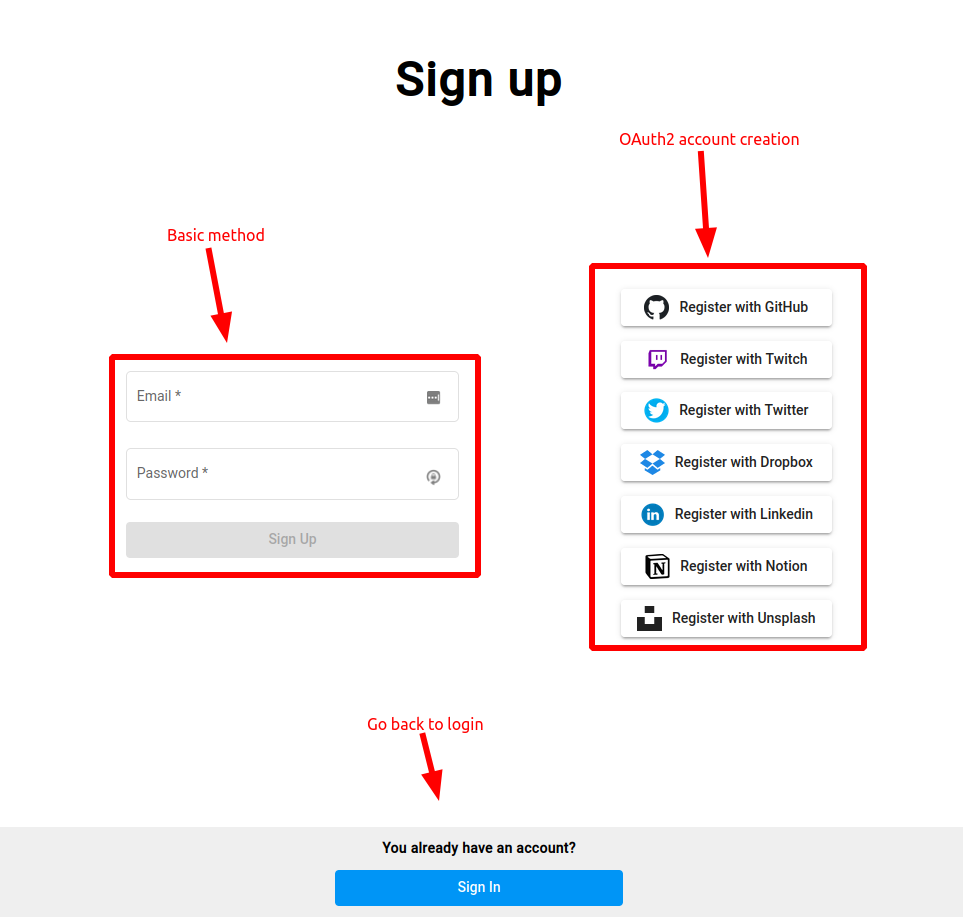 Sign up
OAuth2 account creation
Basic method
Email *
Password *
Sign Up
Register with GitHub
Register with Twitch
Register with Twitter
Register with Dropbox
Register with Linkedin
Register with Notion
Register with Unsplash
Go back to login
You already have an account?
Sign In